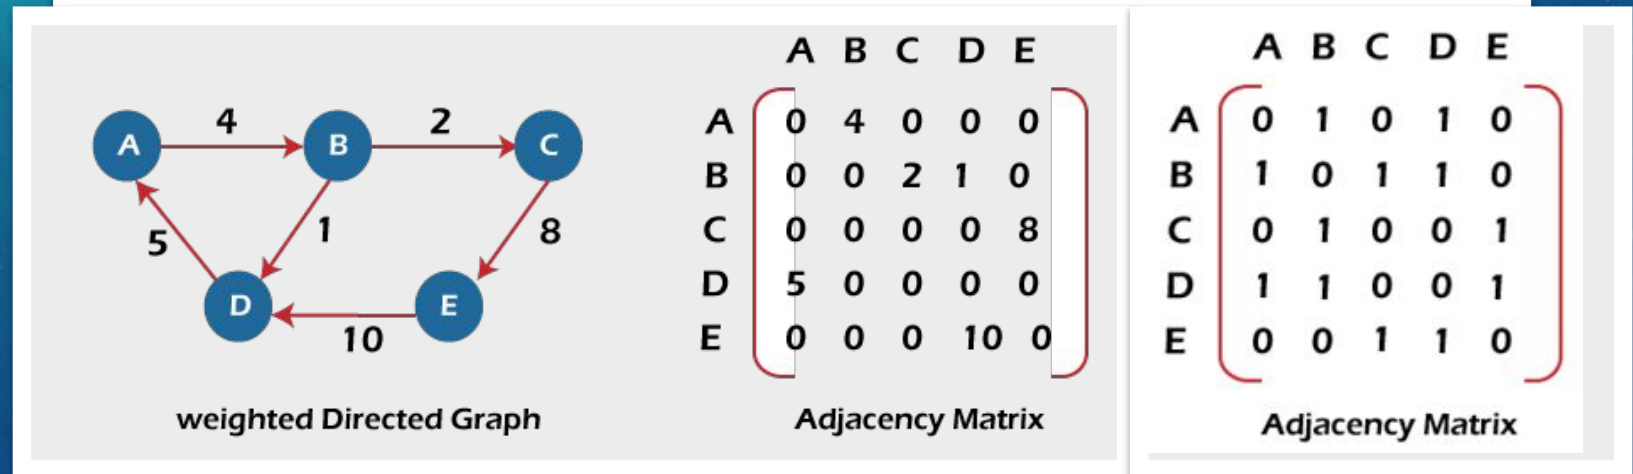 A 4 B 2 C
5 1 8
D 10 E
weighted Directed Graph
A B C D E
A 0 4 0 0 0
B 0 0 2 1 0
C 0 0 0 0 8
D 5 0 0 0 0
E 0 0 0 10 0
Adjacency Matrix
A B C D E
A 0 1 0 1 0
B 1 0 1 1 0
C 0 1 0 0 1
D 1 1 0 0 1
E 0 0 1 1 0
Adjacency Matrix